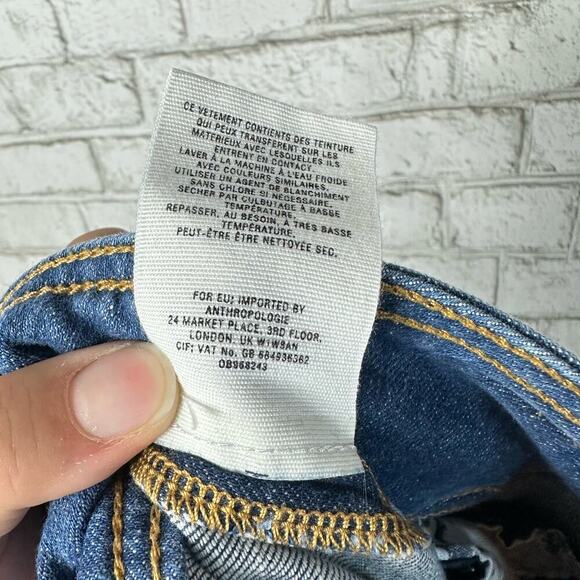 CE VETEMENT CONTIENTS DES TEINTURE
QUI PEUX TRANSFERENT SUR LES
MATERIEUX AVEC LESQUELLES ILS
ENTRENT EN CONTACT
LAVER À LA MACHINE À L'EAU FROIDE
AVEC COULEURS SIMILAIRES.
UTILISER UN AGENT DE BLANCHIMENT
SANS CHLORE SI NÉCESSAIRE.
SÉCHER PAR CULBUTAGE À BASSE
TEMPÉRATURE.
REPASSER, AU BESOIN, À TRÈS BASSE
TEMPÉRATURE.
PEUT-ÊTRE ÊTRE NETTOYÉE SEC.
FOR EU: IMPORTED BY
ANTHROPOLOGIE
24 MARKET PLACE, 3RD FLOOR,
LONDON, UK W1W8AN
CIF: VAT No. GB 684936362
OB968243